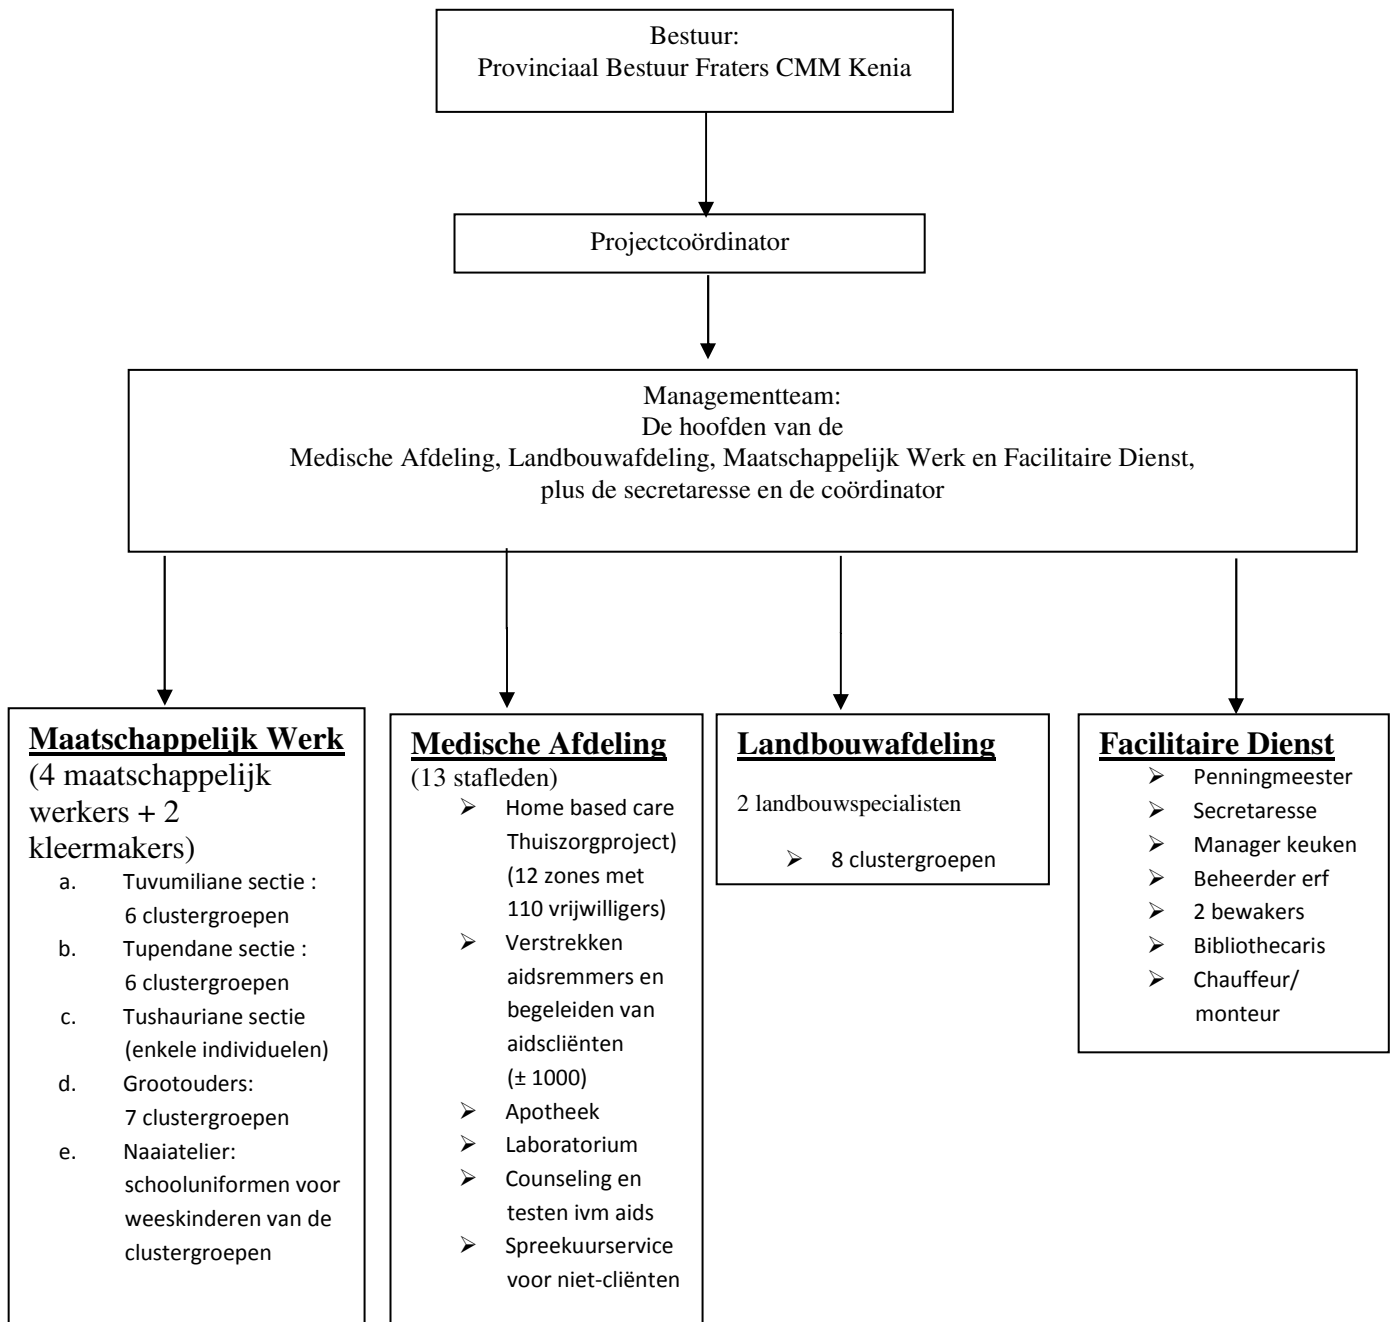 Bestuur:
Provinciaal Bestuur Fraters CMM Kenia
Projectcoördinator
Managementteam:
De hoofden van de
Medische Afdeling, Landbouwafdeling, Maatschappelijk Werk en Facilitaire Dienst,
plus de secretaresse en de coördinator
Maatschappelijk Werk
(4 maatschappelijk
werkers + 2
kleermakers)
a. Tuvumiliane sectie :
6 clustergroepen
b. Tupendane sectie :
6 clustergroepen
c. Tushauriane sectie
(enkele individuelen)
d. Grootouders:
7 clustergroepen
e. Naaiatelier:
schooluniformen voor
weeskinderen van de
clustergroepen
Medische Afdeling
(13 stafleden)
➢ Home based care
Thuiszorgproject)
(12 zones met
110 vrijwilligers)
➢ Verstrekken
aidsremmers en
begeleiden van
aidscliënten
(± 1000)
➢ Apotheek
➢ Laboratorium
➢ Counseling en
testen ivm aids
➢ Spreekuurservice
voor niet-cliënten
Landbouwafdeling
2 landbouwspecialisten
➢ 8 clustergroepen
Facilitaire Dienst
➢ Penningmeester
➢ Secretaresse
➢ Manager keuken
➢ Beheerder erf
➢ 2 bewakers
➢ Bibliothecaris
➢ Chauffeur/
monteur